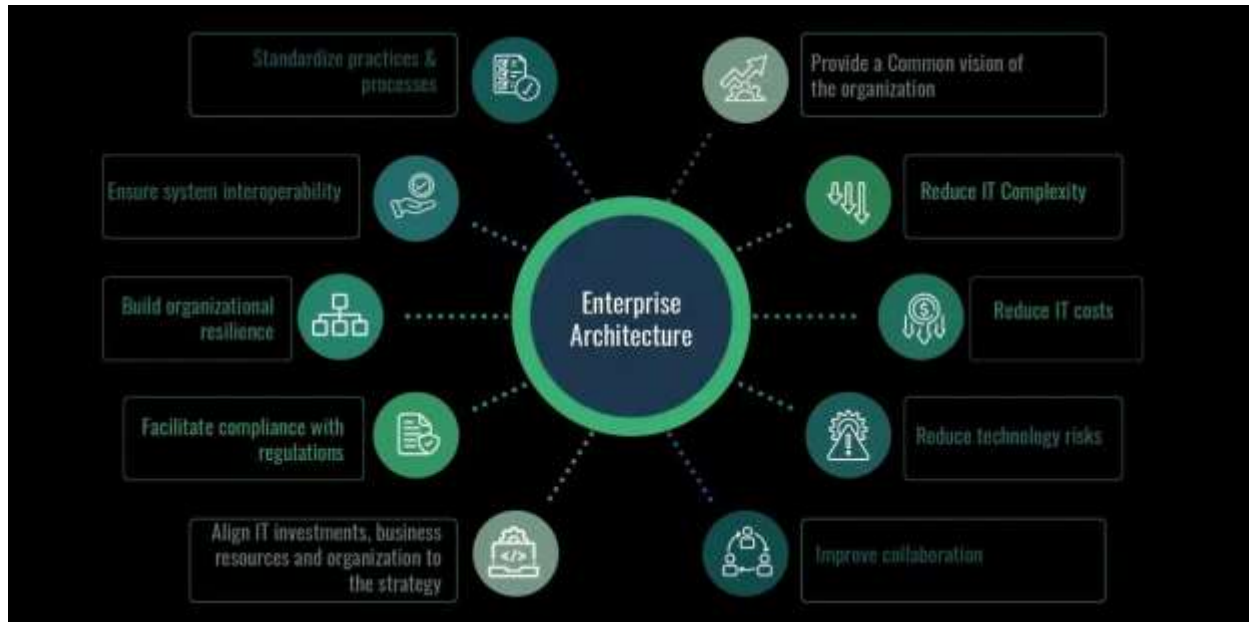 Standardize practices &
processes
Provide a Common vision of
the organization
Ensure system interoperability
Reduce IT Complexity
Build organizational
resilience
Enterprise
Architecture
Reduce IT costs
Facilitate compliance with
regulations
Reduce technology risks
Align IT investments, business
resources and organization to
the strategy
Improve collaboration